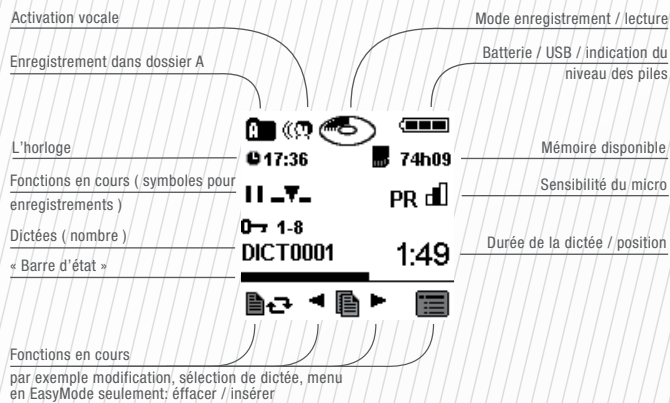 Activation vocale
Mode enregistrement / lecture
Enregistrement dans dossier A
Batterie / USB / indication du
niveau des piles
A
L'horloge
17:36
74h09
Mémoire disponible
Fonctions en cours ( symboles pour
enregistrements )
PR
Sensibilité du micro
1-8
Dictées ( nombre )
DICT0001
1:49
Durée de la dictée / position
« Barre d'état »
Fonctions en cours
par exemple modification, sélection de dictée, menu
en EasyMode seulement: éffacer / insérer